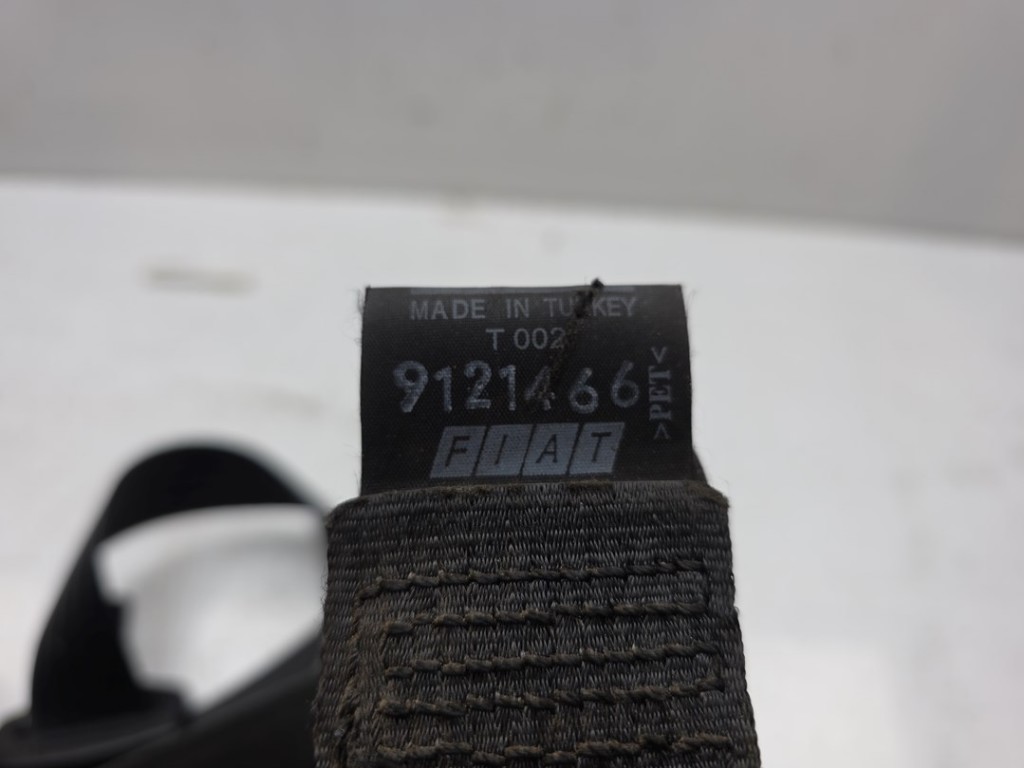 MADE IN TURKEY
T 002
9121466
>PET<
FIAT